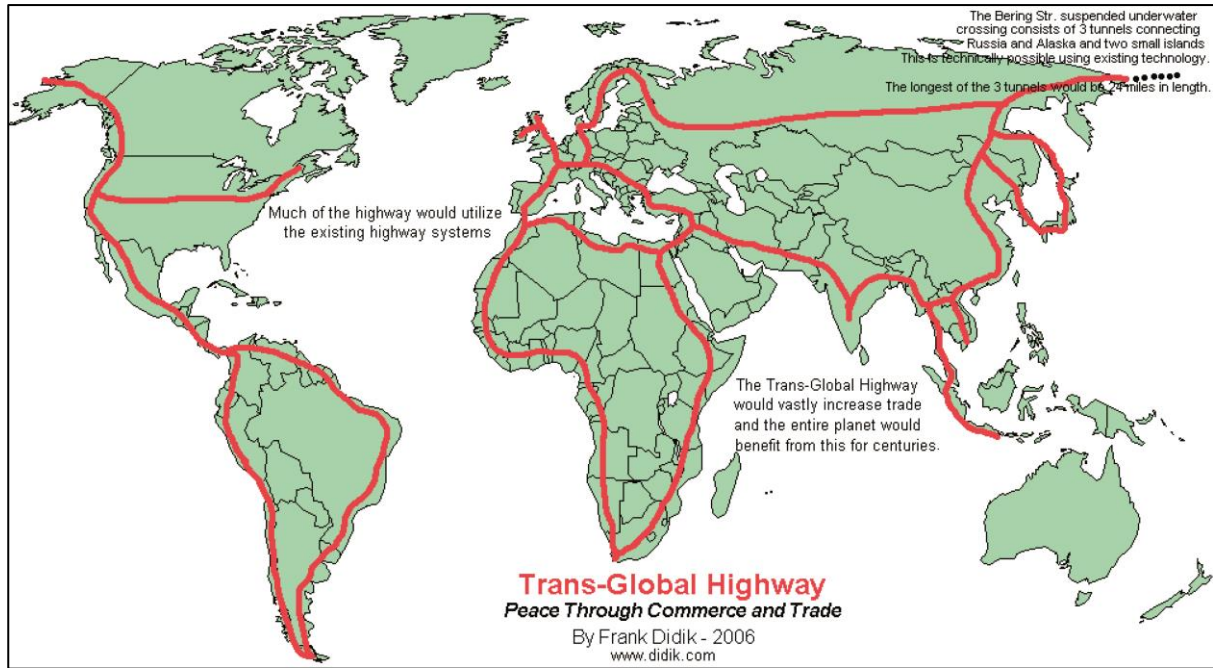 The Bering Str. suspended underwater
crossing consists of 3 tunnels connecting
Russia and Alaska and two small islands
This is technically possible using existing technology.
The longest of the 3 tunnels would be 24 miles in length.
Much of the highway would utilize
the existing highway systems
The Trans-Global Highway
would vastly increase trade
and the entire planet would
benefit from this for centuries.
Trans-Global Highway
Peace Through Commerce and Trade
By Frank Didik - 2006
www.didik.com